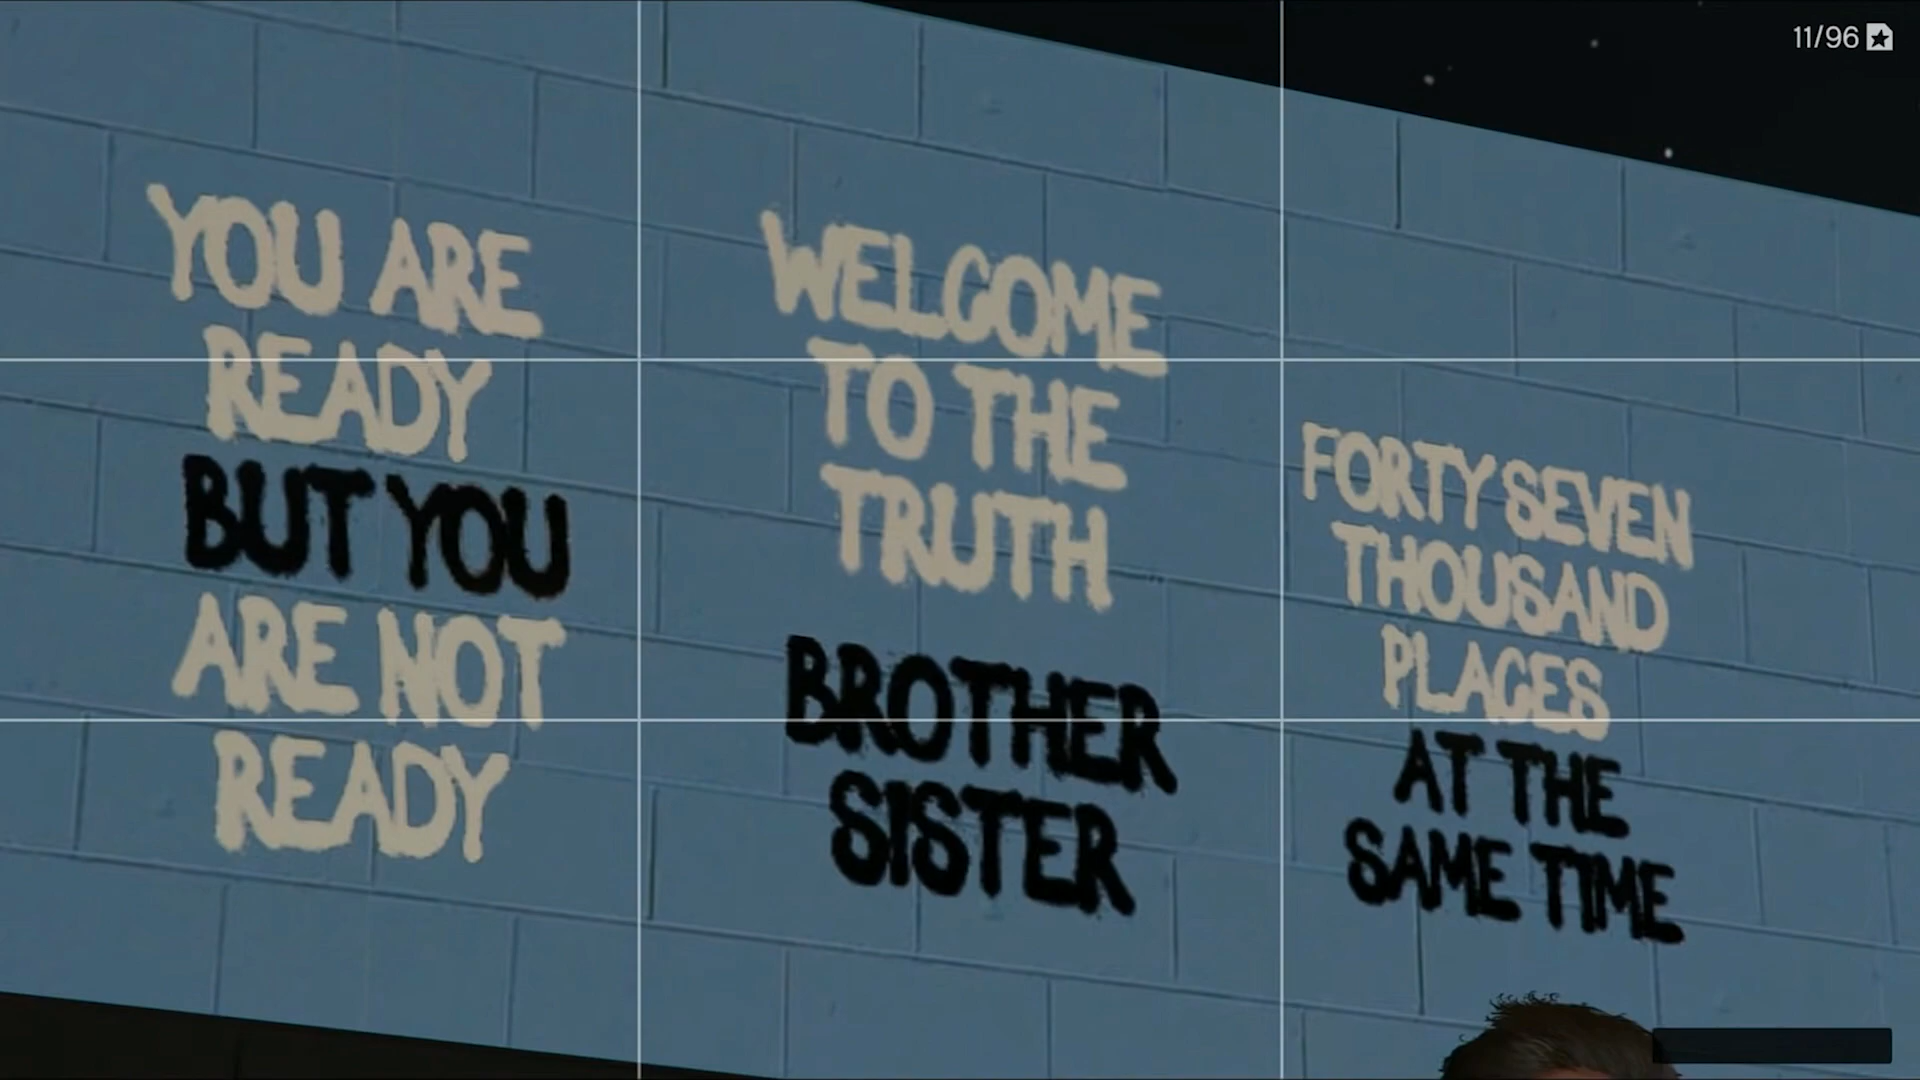 11/96
YOU ARE
READY
BUT YOU
ARE NOT
READY
WELCOME
TO THE
TRUTH
BROTHER
SISTER
FORTY SEVEN
THOUSAND
PLACES
AT THE
SAME TIME